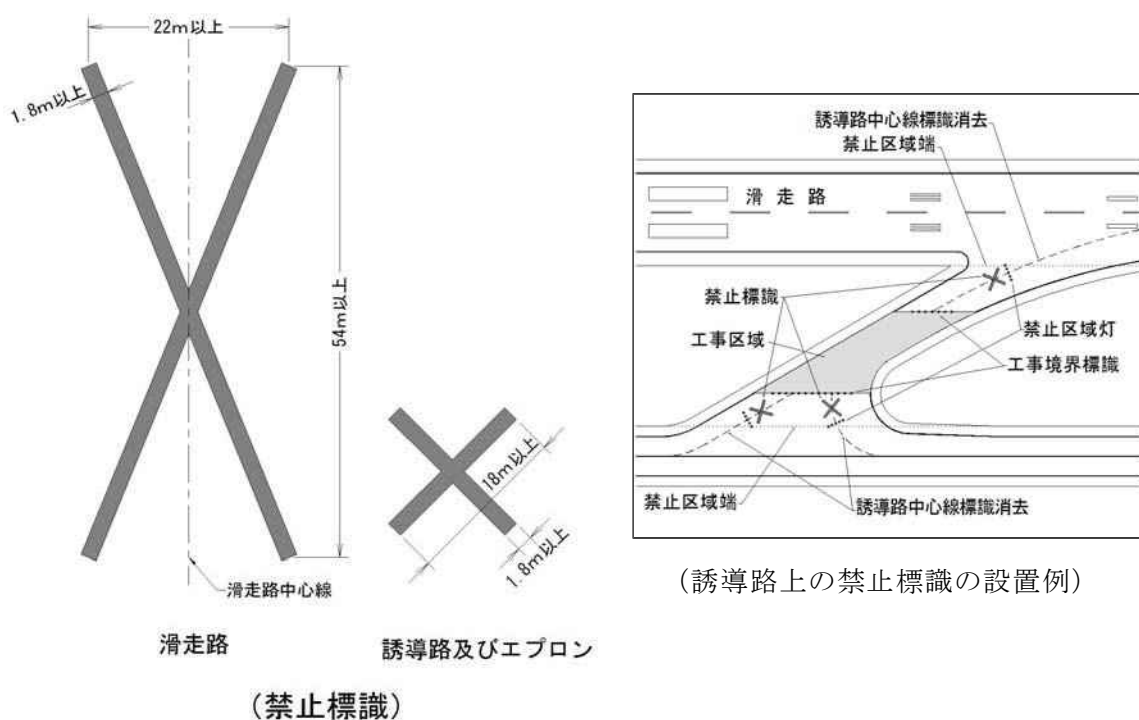 22m以上
1.8m以上
54m以上
滑走路中心線
滑走路
18m以上
1.8m以上
誘導路及びエプロン
(禁止標識)
誘導路中心線標識消去
禁止区域端
滑走路
禁止標識
工事区域
禁止区域灯
工事境界標識
禁止区域端
誘導路中心線標識消去
(誘導路上の禁止標識の設置例)